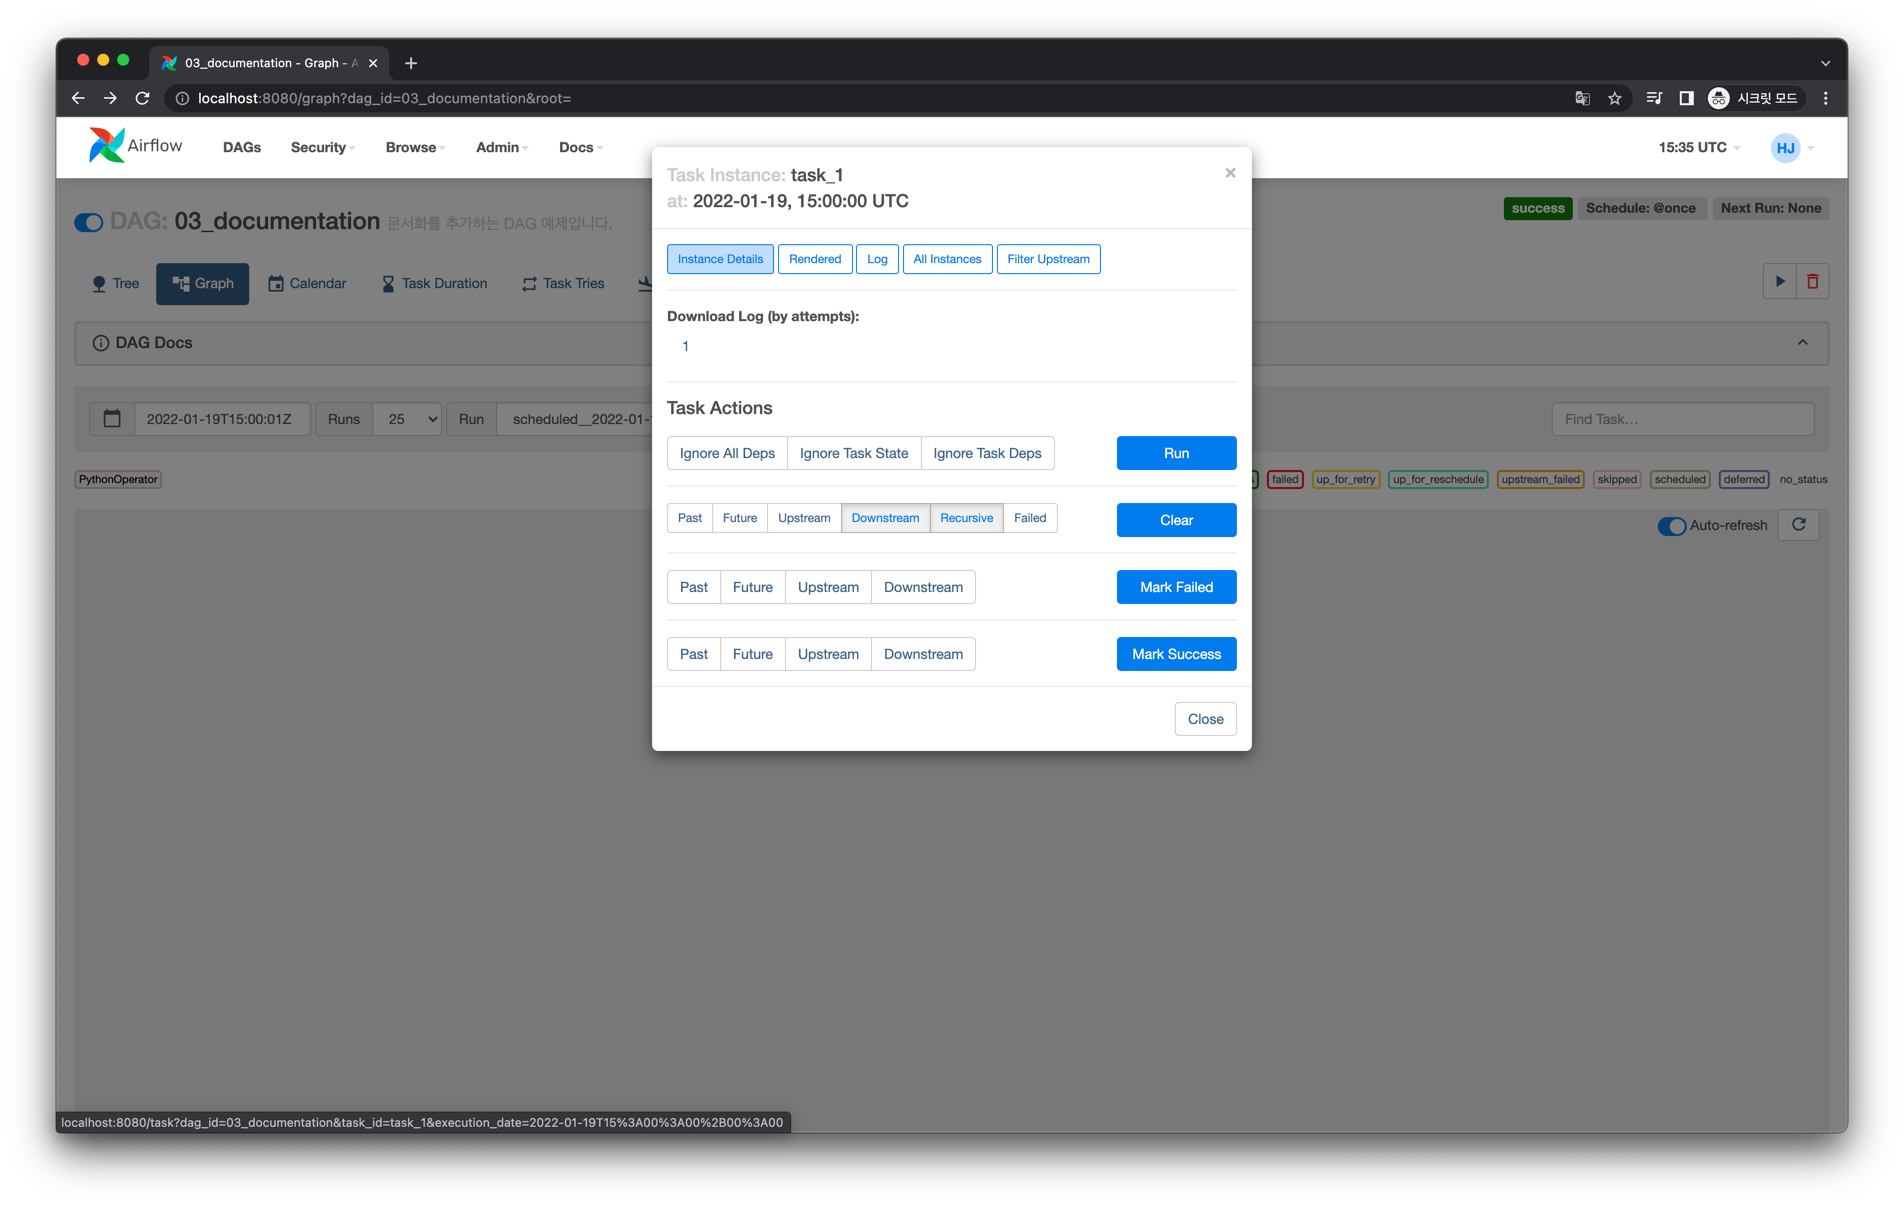 03_documentation - Graph - A
localhost:8080/graph?dag_id=03_documentation&root=
시크릿 모드
Airflow
DAGs
Security
Browse
Admin
Docs
15:35 UTC
HJ
DAG: 03_documentation 문서화를 추가하는 DAG 예제입니다.
success
Schedule: @once
Next Run: None
Tree
Graph
Calendar
Task Duration
Task Tries
DAG Docs
2022-01-19T15:00:01Z
Runs
25
Run
scheduled__2022-01-
Find Task...
PythonOperator
failed
up_for_retry
up_for_reschedule
upstream_failed
skipped
scheduled
deferred
no_status
Auto-refresh
Task Instance: task_1
at: 2022-01-19, 15:00:00 UTC
Instance Details
Rendered
Log
All Instances
Filter Upstream
Download Log (by attempts):
1
Task Actions
Ignore All Deps
Ignore Task State
Ignore Task Deps
Run
Past
Future
Upstream
Downstream
Recursive
Failed
Clear
Past
Future
Upstream
Downstream
Mark Failed
Past
Future
Upstream
Downstream
Mark Success
Close
localhost:8080/task?dag_id=03_documentation&task_id=task_1&execution_date=2022-01-19T15%3A00%3A00%2B00%3A00